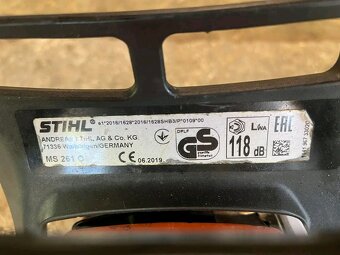 e1*2016/1628*2016/1628SHB3/P*0109*00
STIHL
ANDREAS STIHL AG & Co. KG.
71336 Waiblingen/GERMANY
MS 261
CE 06.2019
GS
LWA
118 dB
EAC